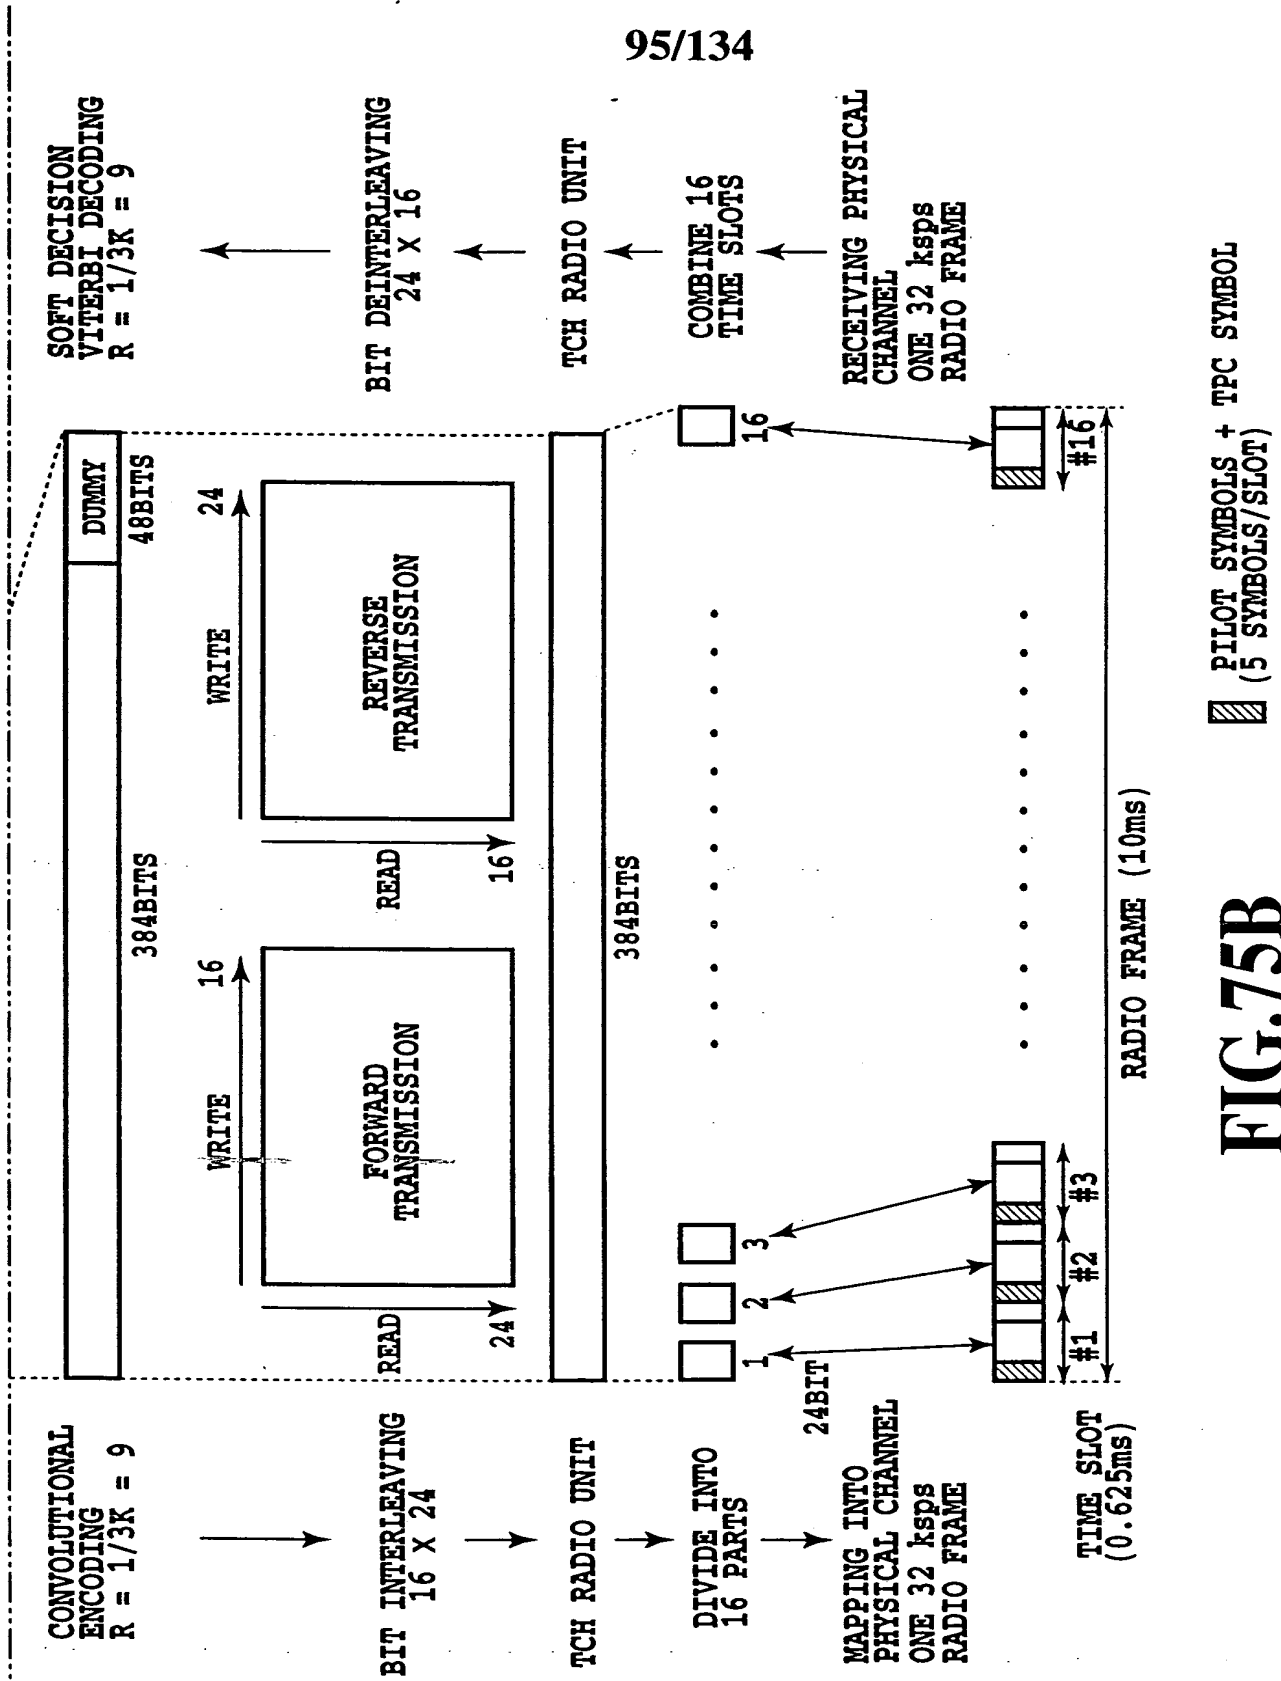 95/134
CONVOLUTIONAL
ENCODING
R = 1/3K = 9
BIT INTERLEAVING
16 X 24
TCH RADIO UNIT
DIVIDE INTO
16 PARTS
MAPPING INTO
PHYSICAL CHANNEL
ONE 32 ksps
RADIO FRAME
TIME SLOT
(0.625ms)
384BITS
DUMMY
48BITS
WRITE
16
READ
24
FORWARD
TRANSMISSION
WRITE
24
READ
16
REVERSE
TRANSMISSION
384BITS
24BIT
1
2
3
16
#1
#2
#3
#16
RADIO FRAME (10ms)
SOFT DECISION
VITERBI DECODING
R = 1/3K = 9
BIT DEINTERLEAVING
24 X 16
TCH RADIO UNIT
COMBINE 16
TIME SLOTS
RECEIVING PHYSICAL
CHANNEL
ONE 32 ksps
RADIO FRAME
PILOT SYMBOLS + TPC SYMBOL
(5 SYMBOLS/SLOT)
FIG.75B